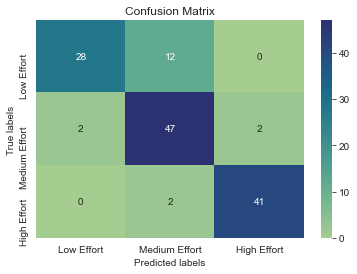 Confusion Matrix
True labels
Low Effort
28 12 0
Medium Effort
2 47 2
High Effort
0 2 41
Low Effort Medium Effort High Effort
Predicted labels
40
30
20
10
0